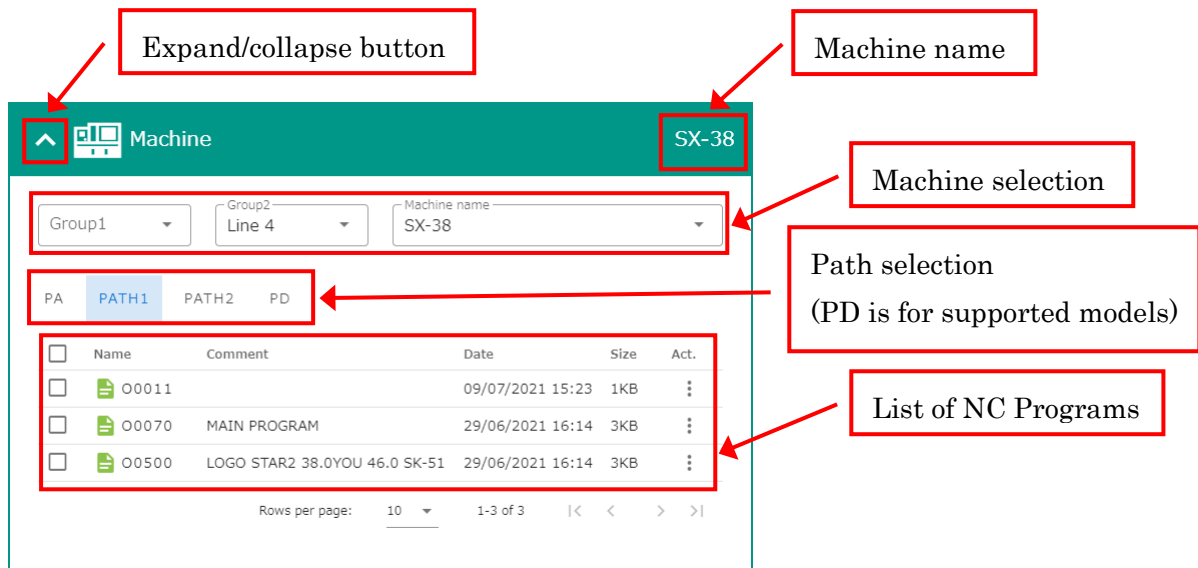 Expand/collapse button
Machine name
Machine
SX-38
Machine selection
Group1
Group2
Line 4
Machine name
SX-38
Path selection
(PD is for supported models)
PA PATH1 PATH2 PD
Name Comment Date Size Act.
O0011 09/07/2021 15:23 1KB
O0070 MAIN PROGRAM 29/06/2021 16:14 3KB
O0500 LOGO STAR2 38.0YOU 46.0 SK-51 29/06/2021 16:14 3KB
List of NC Programs
Rows per page: 10 1-3 of 3